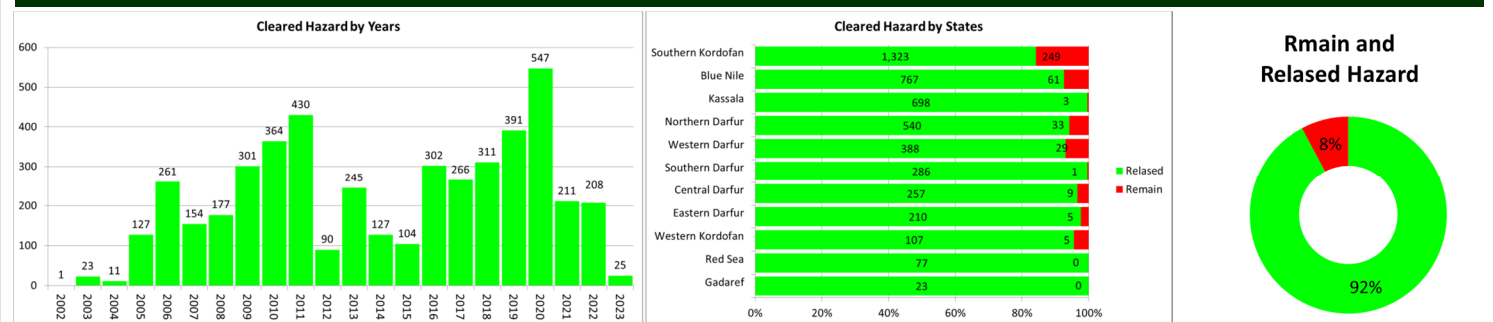 Cleared Hazard by Years
600
500
400
300
200
100
0
1
23
11
127
261
154
177
301
364
430
90
245
127
104
302
266
311
391
547
211
208
25
2002
2003
2004
2005
2006
2007
2008
2009
2010
2011
2012
2013
2014
2015
2016
2017
2018
2019
2020
2021
2022
2023
Cleared Hazard by States
Southern Kordofan 1,323 249
Blue Nile 767 61
Kassala 698 3
Northern Darfur 540 33
Western Darfur 388 29
Southern Darfur 286 1
Central Darfur 257 9
Eastern Darfur 210 5
Western Kordofan 107 5
Red Sea 77 0
Gadaref 23 0
0% 20% 40% 60% 80% 100%
Relased
Remain
Rmain and
Relased Hazard
8%
92%